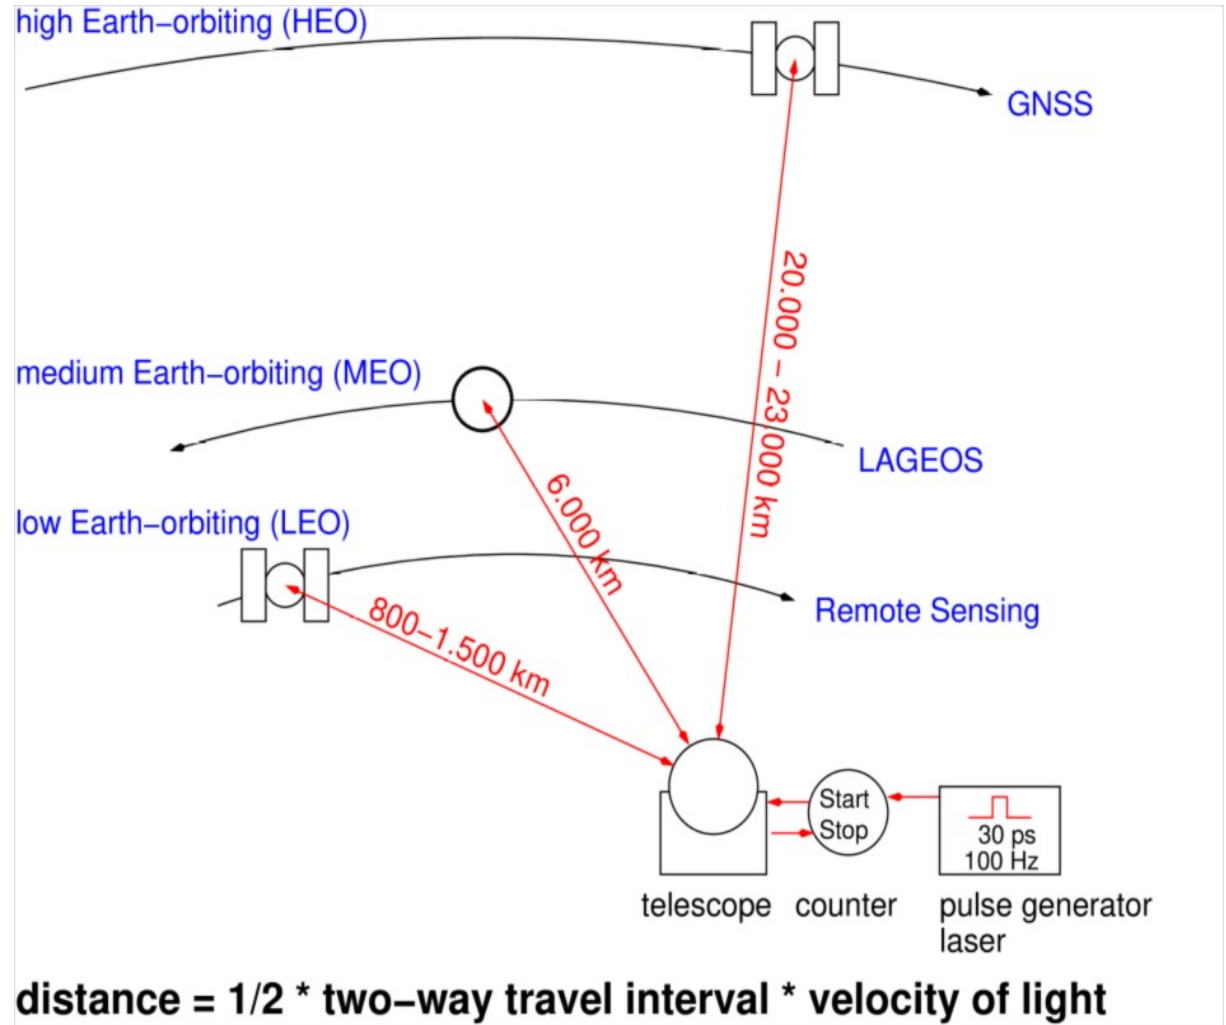 high Earth−orbiting (HEO)
GNSS
20.000 − 23.000 km
medium Earth−orbiting (MEO)
LAGEOS
6.000 km
low Earth−orbiting (LEO)
Remote Sensing
800−1.500 km
Start
Stop
30 ps
100 Hz
telescope
counter
pulse generator
laser
distance = 1/2 * two−way travel interval * velocity of light